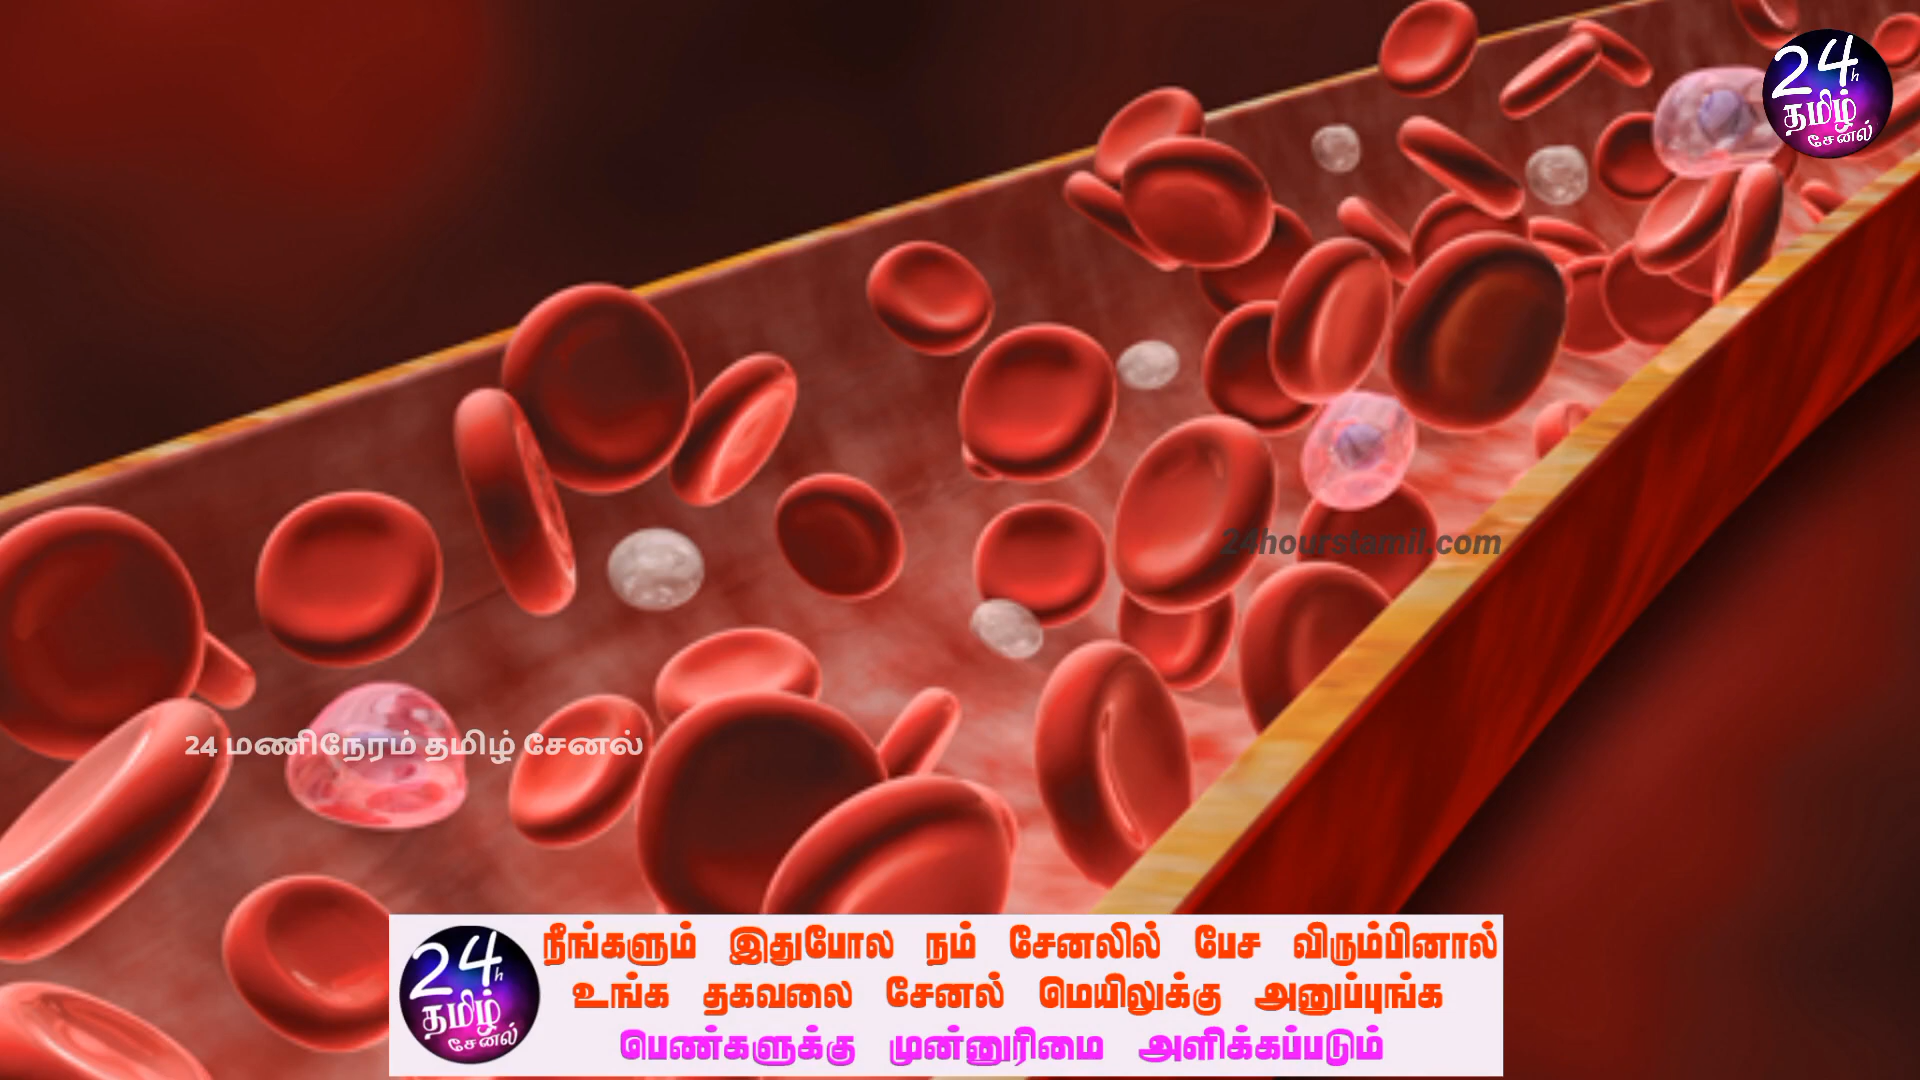 24h
தமிழ்
சேனல்
24hourstamil.com
24 மணிநேரம் தமிழ் சேனல்
24h
தமிழ்
சேனல்
நீங்களும் இதுபோல நம் சேனலில் பேச விரும்பினால்
உங்க தகவலை சேனல் மெயிலுக்கு அனுப்புங்க
பெண்களுக்கு முன்னுரிமை அளிக்கப்படும்